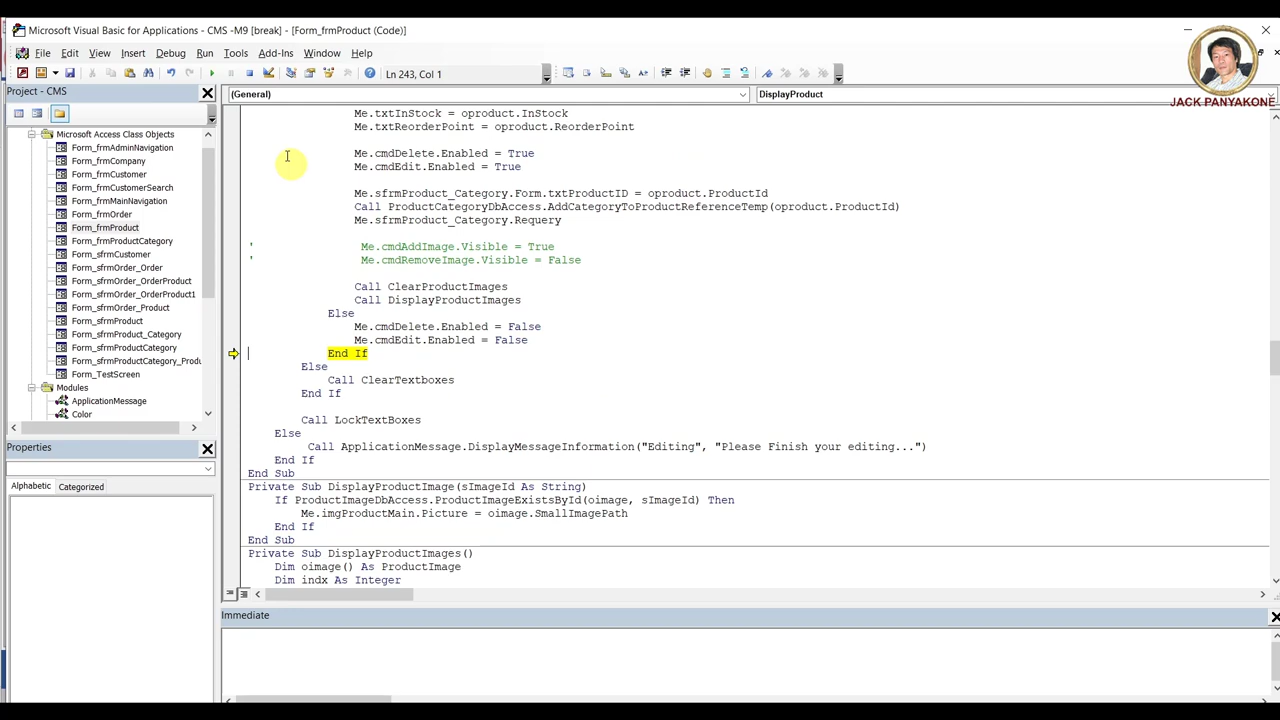 Microsoft Visual Basic for Applications - CMS -M9 [break] - [Form_frmProduct (Code)]
File Edit View Insert Debug Run Tools Add-Ins Window Help
Ln 243, Col 1
JACK PANYAKONE
Project - CMS
(General)
DisplayProduct
Microsoft Access Class Objects
Form_frmAdminNavigation
Form_frmCompany
Form_frmCustomer
Form_frmCustomerSearch
Form_frmMainNavigation
Form_frmOrder
Form_frmProduct
Form_frmProductCategory
Form_sfrmCustomer
Form_sfrmOrder_Order
Form_sfrmOrder_OrderProduct
Form_sfrmOrder_OrderProduct1
Form_sfrmOrder_Product
Form_sfrmProduct
Form_sfrmProduct_Category
Form_sfrmProductCategory
Form_sfrmProductCategory_Produ
Form_TestScreen
Modules
ApplicationMessage
Color
Properties
Alphabetic Categorized
Me.txtInStock = oproduct.InStock
Me.txtReorderPoint = oproduct.ReorderPoint
Me.cmdDelete.Enabled = True
Me.cmdEdit.Enabled = True
Me.sfrmProduct_Category.Form.txtProductID = oproduct.ProductId
Call ProductCategoryDbAccess.AddCategoryToProductReferenceTemp(oproduct.ProductId)
Me.sfrmProduct_Category.Requery
' Me.cmdAddImage.Visible = True
' Me.cmdRemoveImage.Visible = False
Call ClearProductImages
Call DisplayProductImages
Else
Me.cmdDelete.Enabled = False
Me.cmdEdit.Enabled = False
End If
Else
Call ClearTextboxes
End If
Call LockTextBoxes
Else
Call ApplicationMessage.DisplayMessageInformation("Editing", "Please Finish your editing...")
End If
End Sub
Private Sub DisplayProductImage(sImageId As String)
If ProductImageDbAccess.ProductImageExistsById(oimage, sImageId) Then
Me.imgProductMain.Picture = oimage.SmallImagePath
End If
End Sub
Private Sub DisplayProductImages()
Dim oimage() As ProductImage
Dim indx As Integer
Immediate